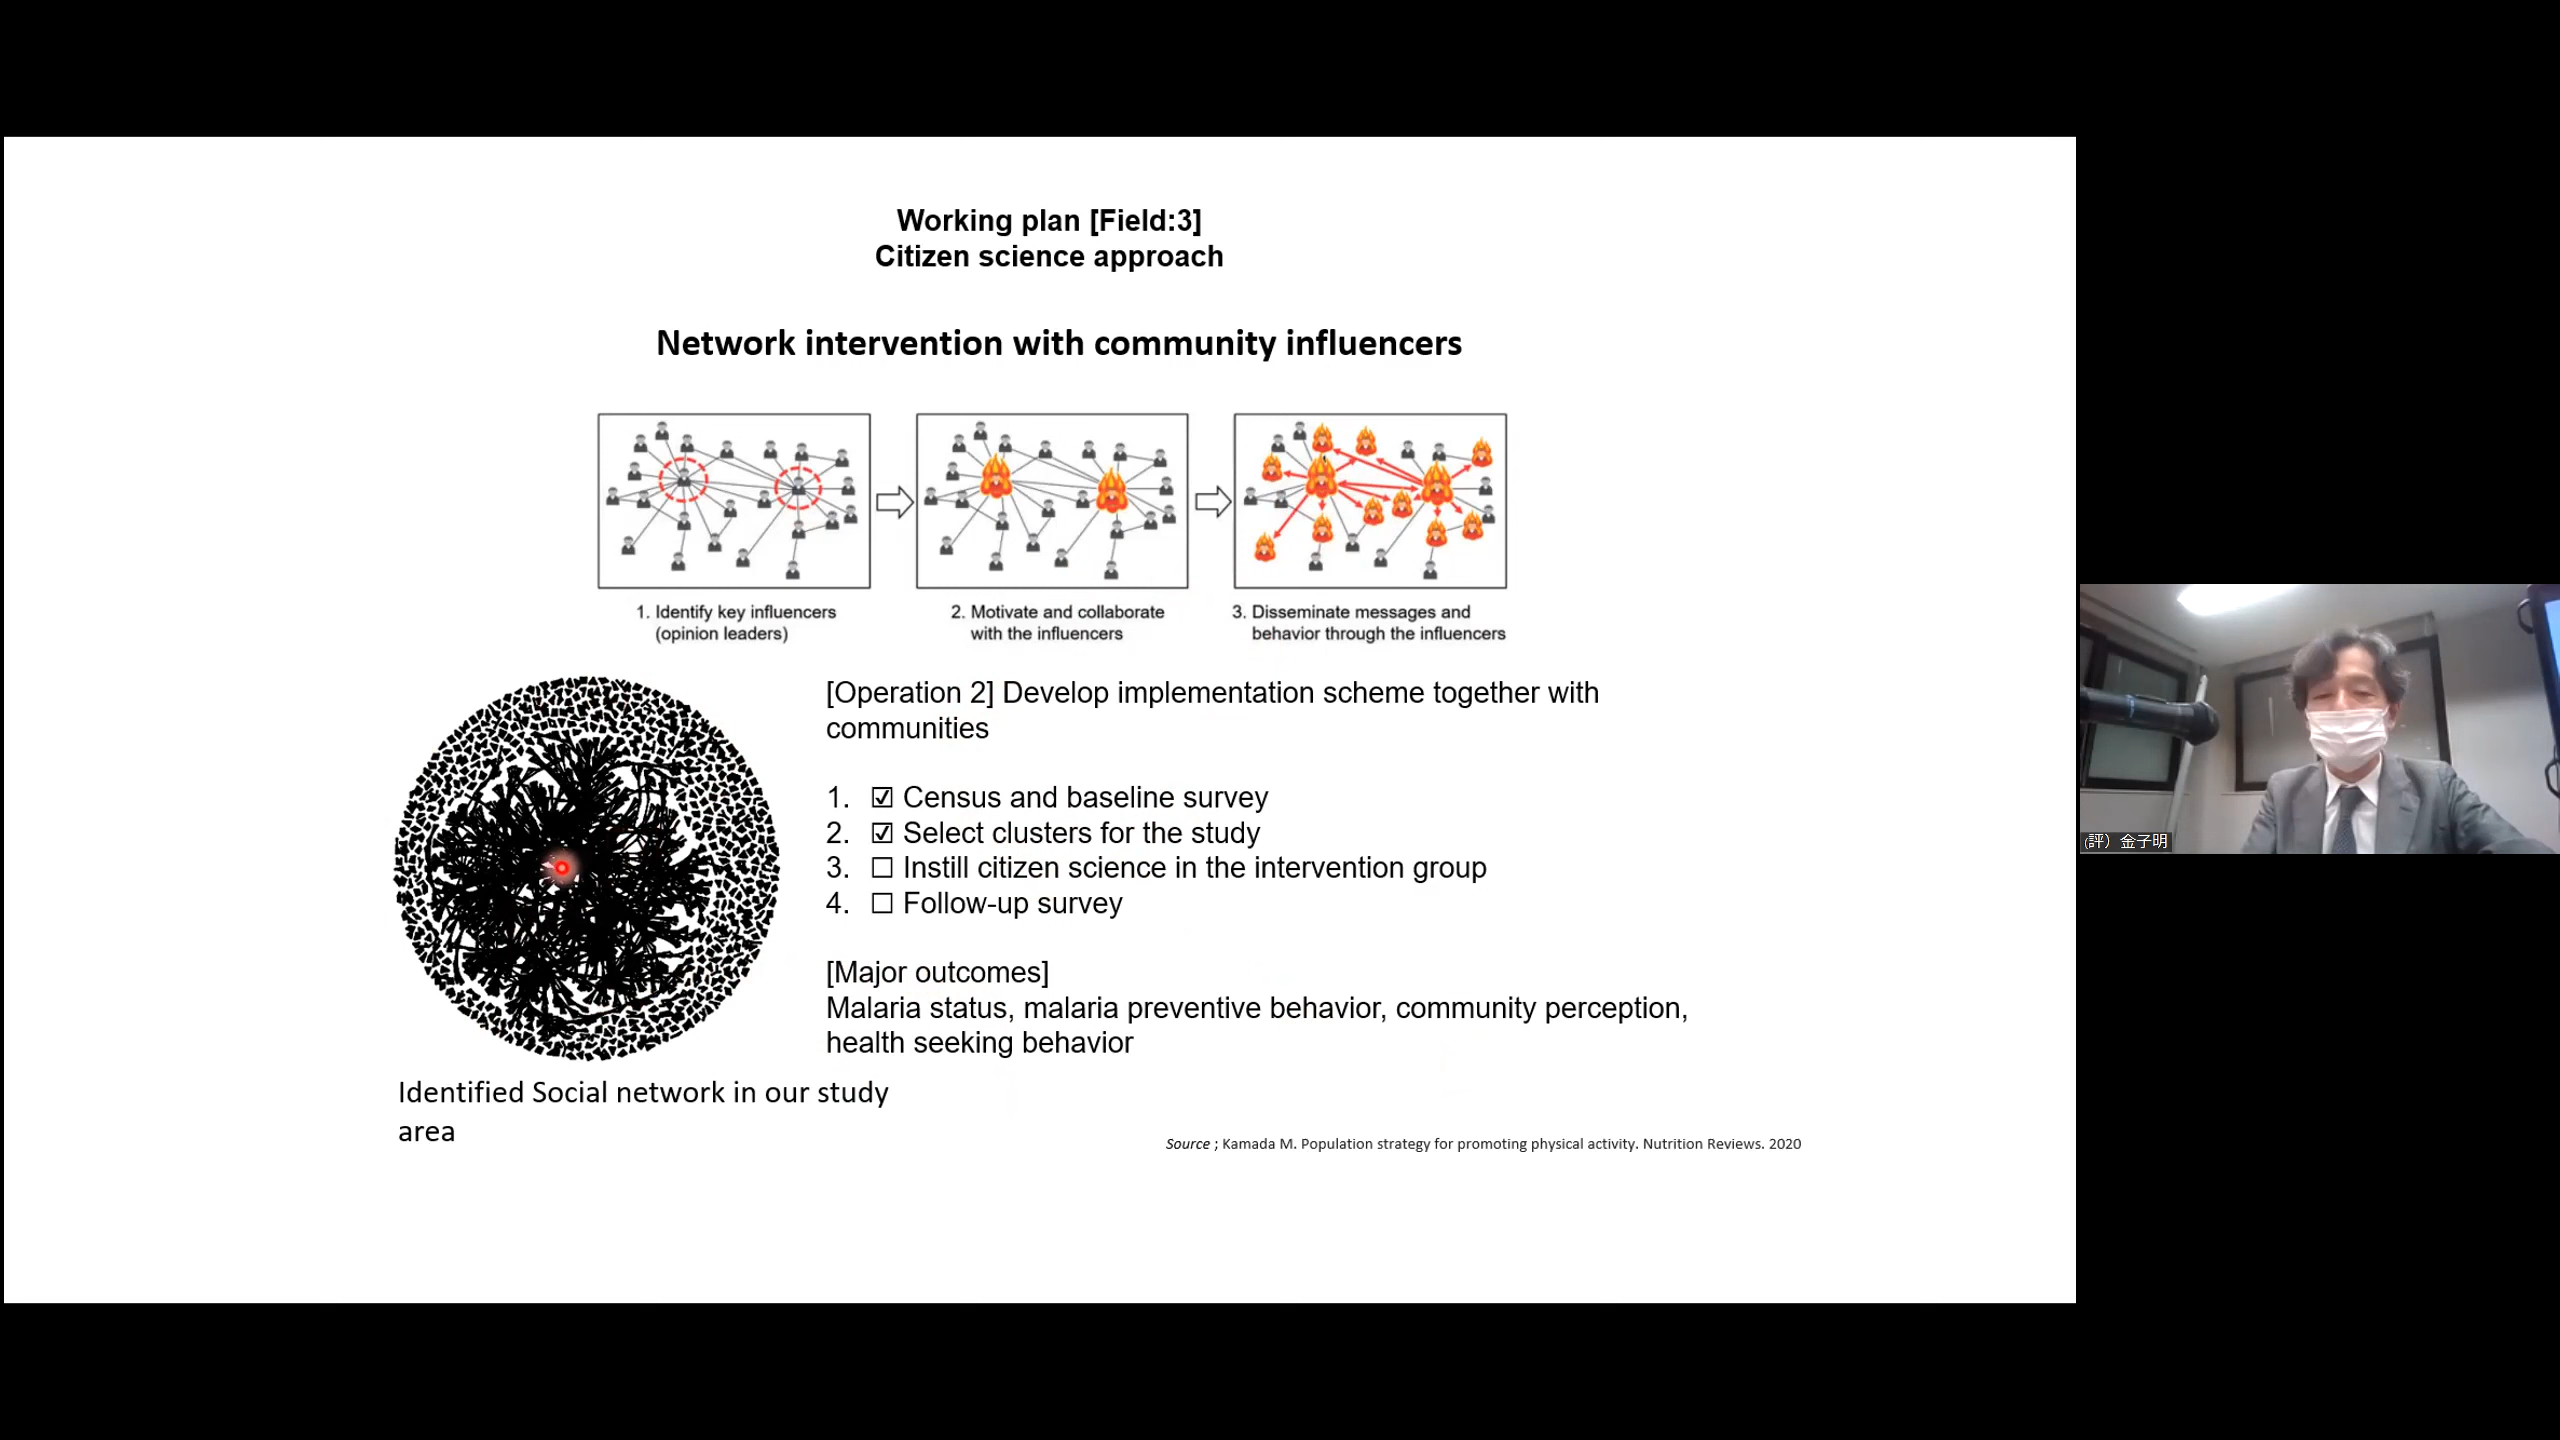 Working plan [Field:3]
Citizen science approach
Network intervention with community influencers
1. Identify key influencers
(opinion leaders)
2. Motivate and collaborate
with the influencers
3. Disseminate messages and
behavior through the influencers
[Operation 2] Develop implementation scheme together with
communities
1. ☑ Census and baseline survey
2. ☑ Select clusters for the study
3. ☐ Instill citizen science in the intervention group
4. ☐ Follow-up survey
[Major outcomes]
Malaria status, malaria preventive behavior, community perception,
health seeking behavior
Identified Social network in our study
area
Source ; Kamada M. Population strategy for promoting physical activity. Nutrition Reviews. 2020
(評）金子明